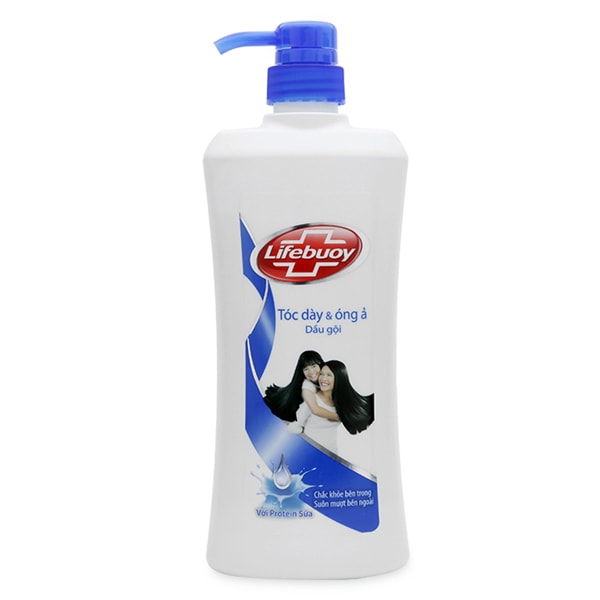 Lifebuoy
Tóc dày & óng ả
Dầu gội
Chắc khỏe bên trong
Suôn mượt bên ngoài
Với Protein Sữa